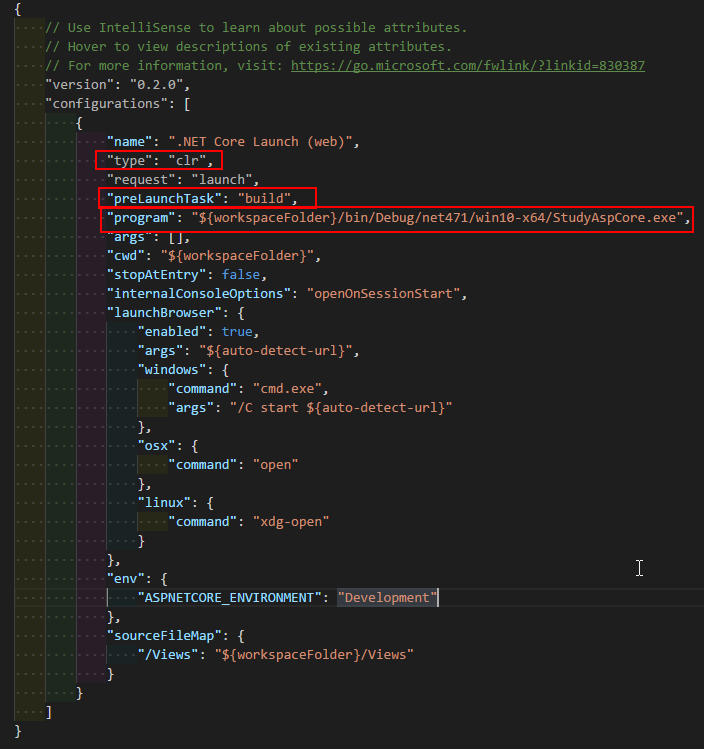 {
// Use IntelliSense to learn about possible attributes.
// Hover to view descriptions of existing attributes.
// For more information, visit: https://go.microsoft.com/fwlink/?linkid=830387
"version": "0.2.0",
"configurations": [
{
"name": ".NET Core Launch (web)",
"type": "clr",
"request": "launch",
"preLaunchTask": "build",
"program": "${workspaceFolder}/bin/Debug/net471/win10-x64/StudyAspCore.exe",
"args": [],
"cwd": "${workspaceFolder}",
"stopAtEntry": false,
"internalConsoleOptions": "openOnSessionStart",
"launchBrowser": {
"enabled": true,
"args": "${auto-detect-url}",
"windows": {
"command": "cmd.exe",
"args": "/C start ${auto-detect-url}"
},
"osx": {
"command": "open"
},
"linux": {
"command": "xdg-open"
}
},
"env": {
"ASPNETCORE_ENVIRONMENT": "Development"
},
"sourceFileMap": {
"/Views": "${workspaceFolder}/Views"
}
}
]
}